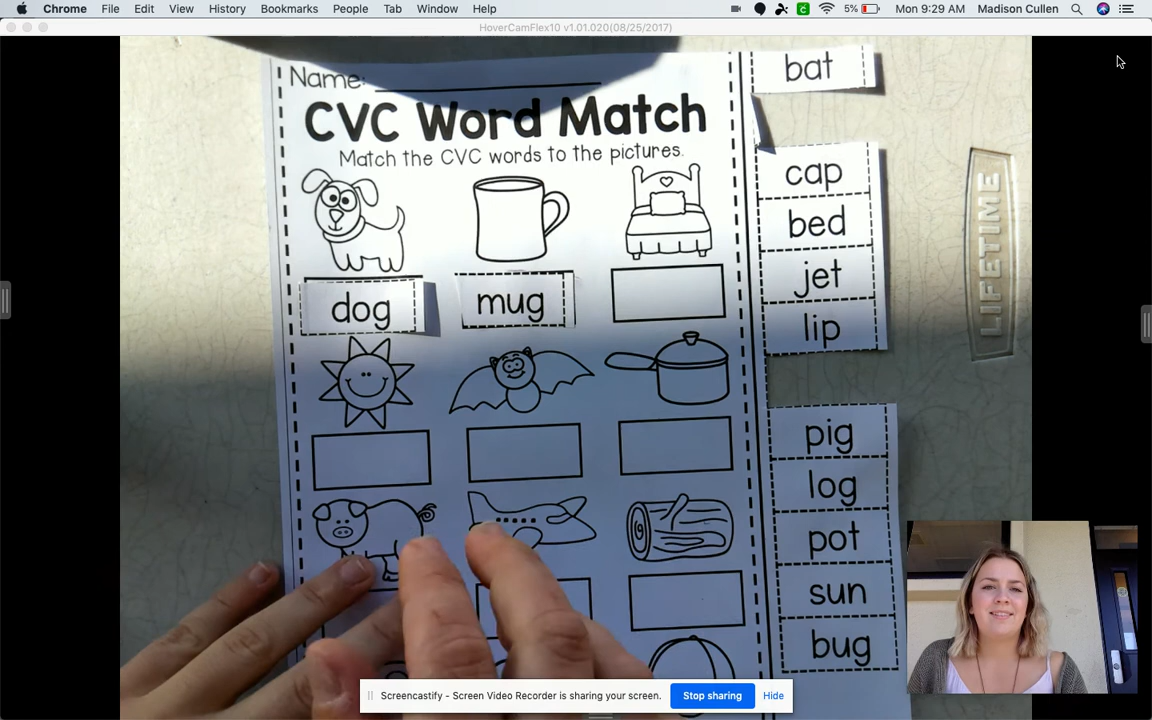 Chrome File Edit View History Bookmarks People Tab Window Help 5% Mon 9:29 AM Madison Cullen
HoverCamFlex10 v1.01.020(08/25/2017)
Name:
CVC Word Match
Match the CVC words to the pictures.
dog
mug
bat
cap
bed
jet
lip
pig
log
pot
sun
bug
LIFETIME
Screencastify - Screen Video Recorder is sharing your screen. Stop sharing Hide